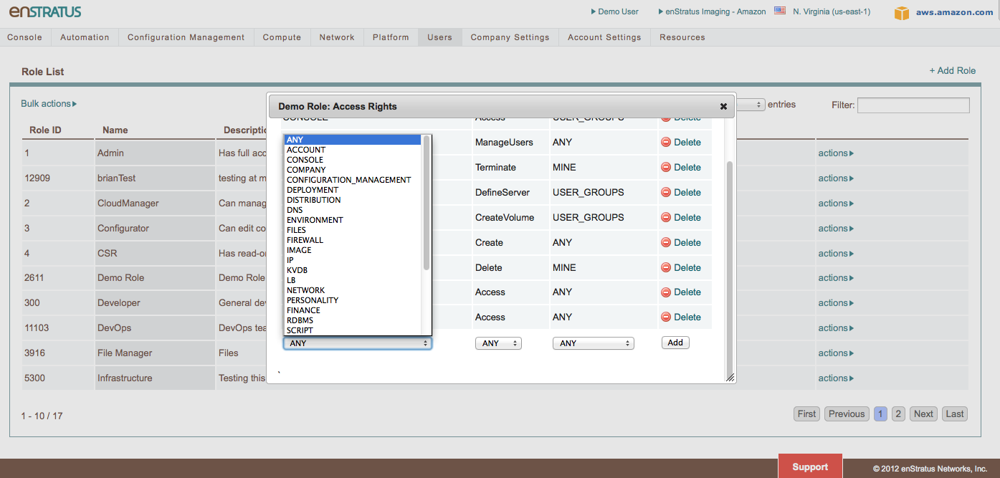 enSTRATUS
Demo User enStratus Imaging - Amazon N. Virginia (us-east-1) aws.amazon.com
Console Automation Configuration Management Compute Network Platform Users Company Settings Account Settings Resources
Role List + Add Role
Bulk actions entries Filter:
Demo Role: Access Rights
Role ID Name Descriptio
1 Admin Has full acc actions
12909 brianTest testing at m actions
2 CloudManager Can manag actions
3 Configurator Can edit co actions
4 CSR Has read-o actions
2611 Demo Role Demo Role actions
300 Developer General dev actions
11103 DevOps DevOps tea actions
3916 File Manager Files actions
5300 Infrastructure Testing this actions
CONSOLE Access USER_GROUPS Delete
ManageUsers ANY Delete
Terminate MINE Delete
DefineServer USER_GROUPS Delete
CreateVolume USER_GROUPS Delete
Create ANY Delete
Delete MINE Delete
Access ANY Delete
Access ANY Delete
ANY
ACCOUNT
CONSOLE
COMPANY
CONFIGURATION_MANAGEMENT
DEPLOYMENT
DISTRIBUTION
DNS
ENVIRONMENT
FILES
FIREWALL
IMAGE
IP
KVDB
LB
NETWORK
PERSONALITY
FINANCE
RDBMS
SCRIPT
ANY ANY ANY Add
`
1 - 10 / 17 First Previous 1 2 Next Last
Support © 2012 enStratus Networks, Inc.